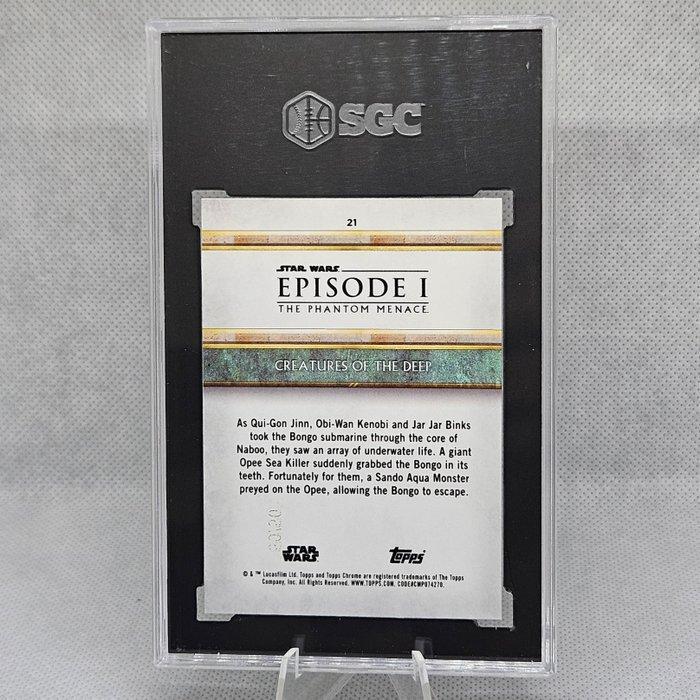 SGC
21
STAR WARS
EPISODE I
THE PHANTOM MENACE
CREATURES OF THE DEEP
As Qui-Gon Jinn, Obi-Wan Kenobi and Jar Jar Binks
took the Bongo submarine through the core of
Naboo, they saw an array of underwater life. A giant
Opee Sea Killer suddenly grabbed the Bongo in its
teeth. Fortunately for them, a Sando Aqua Monster
preyed on the Opee, allowing the Bongo to escape.
STAR
WARS
Topps
© & ™ Lucasfilm Ltd. Topps and Topps Chrome are registered trademarks of The Topps
Company, Inc. All Rights Reserved. WWW.TOPPS.COM. CODE#CMP074270.